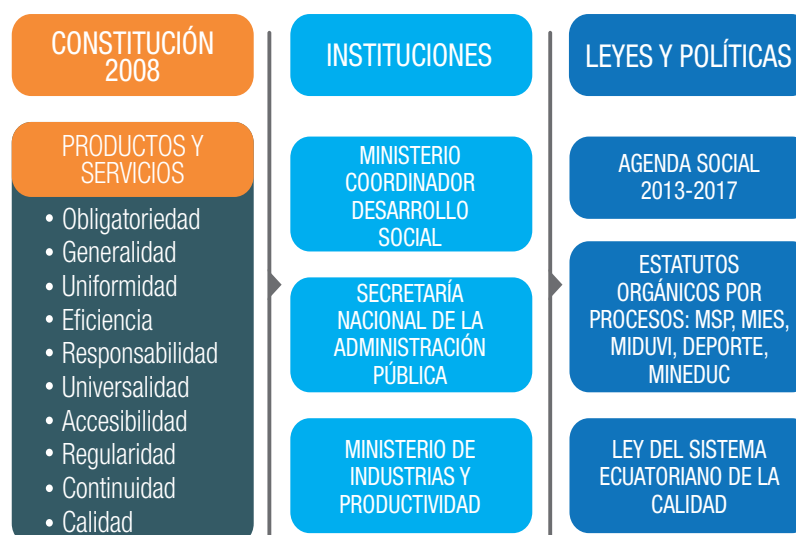 CONSTITUCIÓN
2008
PRODUCTOS Y
SERVICIOS
• Obligatoriedad
• Generalidad
• Uniformidad
• Eficiencia
• Responsabilidad
• Universalidad
• Accesibilidad
• Regularidad
• Continuidad
• Calidad
INSTITUCIONES
MINISTERIO
COORDINADOR
DESARROLLO
SOCIAL
SECRETARÍA
NACIONAL DE LA
ADMINISTRACIÓN
PÚBLICA
MINISTERIO DE
INDUSTRIAS Y
PRODUCTIVIDAD
LEYES Y POLÍTICAS
AGENDA SOCIAL
2013-2017
ESTATUTOS
ORGÁNICOS POR
PROCESOS: MSP, MIES,
MIDUVI, DEPORTE,
MINEDUC
LEY DEL SISTEMA
ECUATORIANO DE LA
CALIDAD